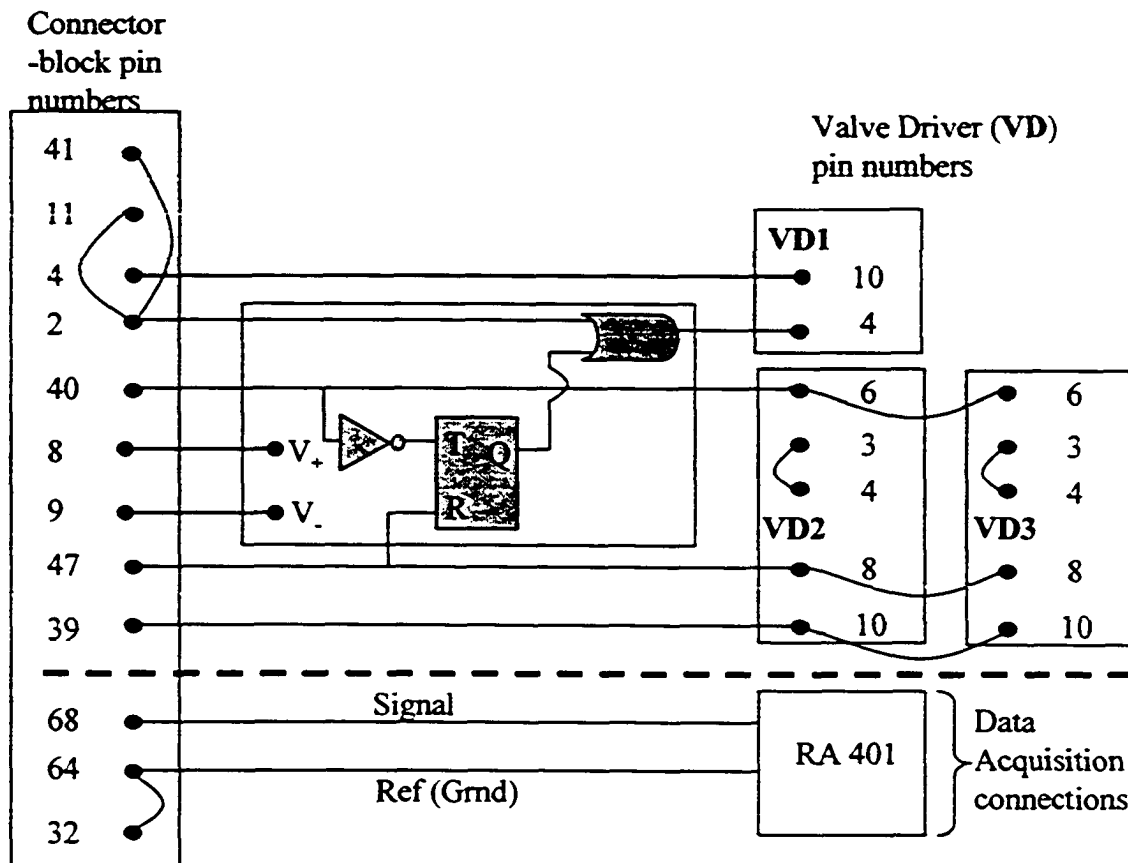 Connector
-block pin
numbers
41
11
4
2
40
8
9
47
39
68
64
32
Valve Driver (VD)
pin numbers
VD1
10
4
V+
V-
T
Q
R
6
3
4
VD2
8
10
6
3
4
VD3
8
10
Signal
Ref (Grnd)
RA 401
Data
Acquisition
connections